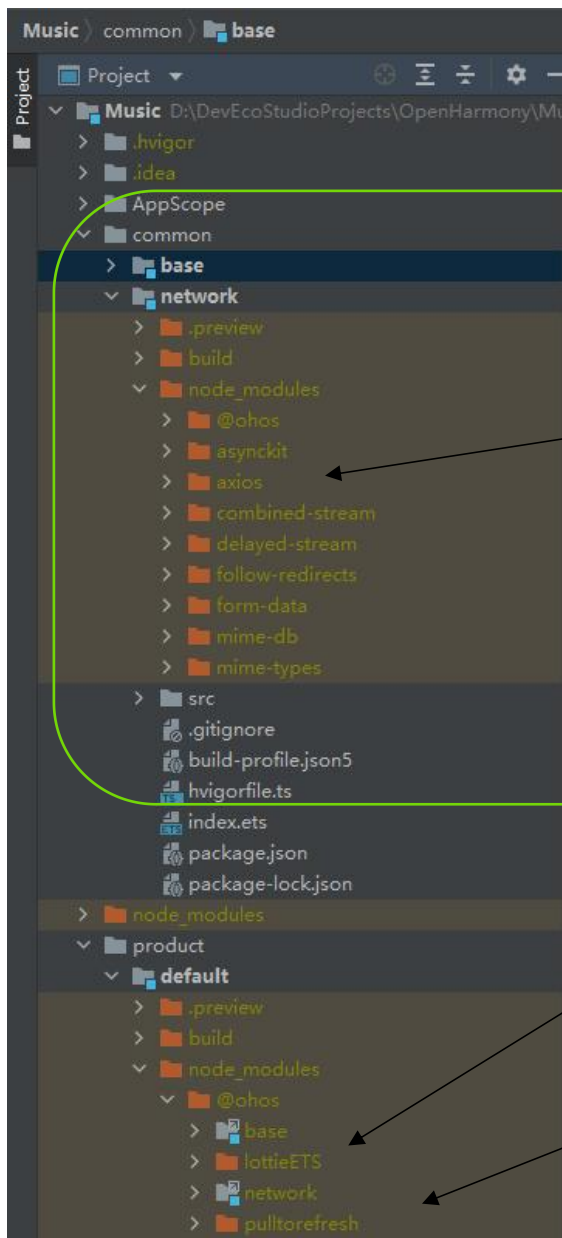 Music common base
Project
Project
Music D:\DevEcoStudioProjects\OpenHarmony\Mu
.hvigor
.idea
AppScope
common
base
network
.preview
build
node_modules
@ohos
asynckit
axios
combined-stream
delayed-stream
follow-redirects
form-data
mime-db
mime-types
src
.gitignore
build-profile.json5
hvigorfile.ts
index.ets
package.json
package-lock.json
node_modules
product
default
.preview
build
node_modules
@ohos
base
lottieETS
network
pulltorefresh